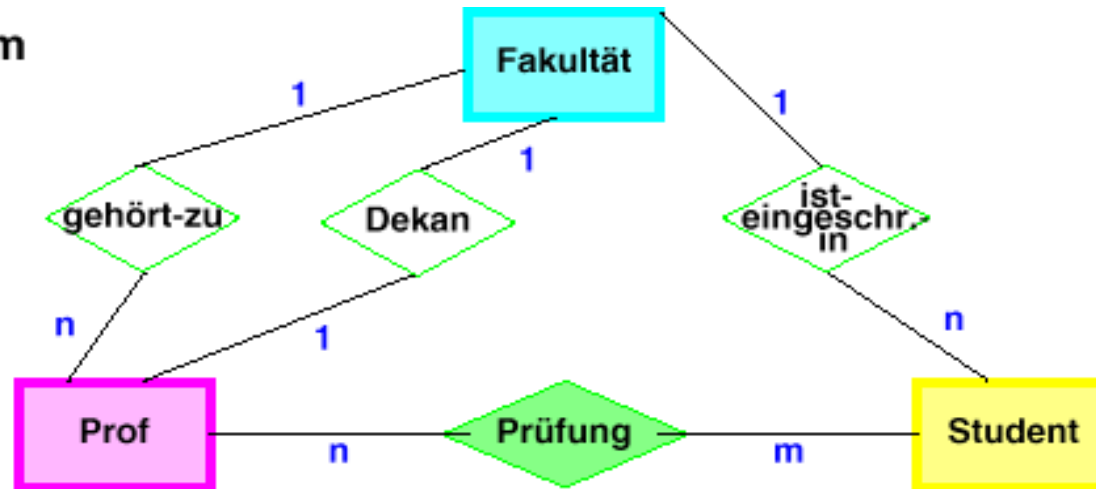 m
Fakultät
1
1
1
gehört-zu
Dekan
ist-
eingeschr.-
in
n
1
n
Prof
Prüfung
Student
n
m